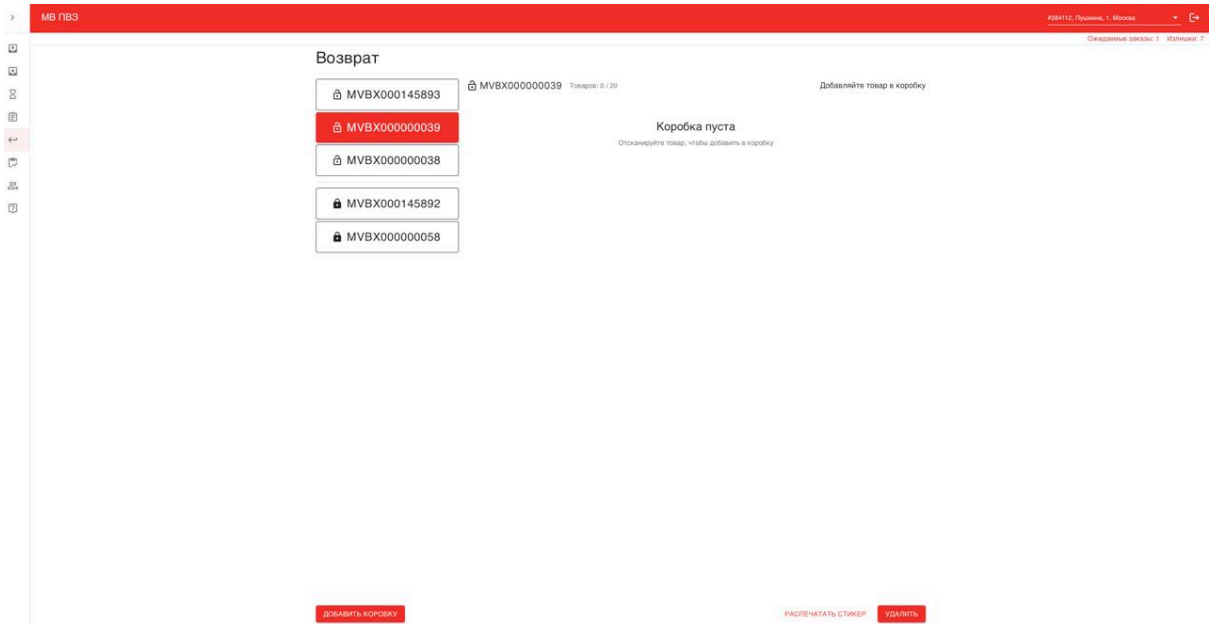 МВ ПВЗ
#284112, Пушкина, 1, Москва
Ожидаемые заказы: 1 Излишки: 7
Возврат
MVBX000145893
MVBX000000039
MVBX000000038
MVBX000145892
MVBX000000058
MVBX000000039 Товаров: 0 / 20
Добавляйте товар в коробку
Коробка пуста
Отсканируйте товар, чтобы добавить в коробку
ДОБАВИТЬ КОРОБКУ
РАСПЕЧАТАТЬ СТИКЕР
УДАЛИТЬ